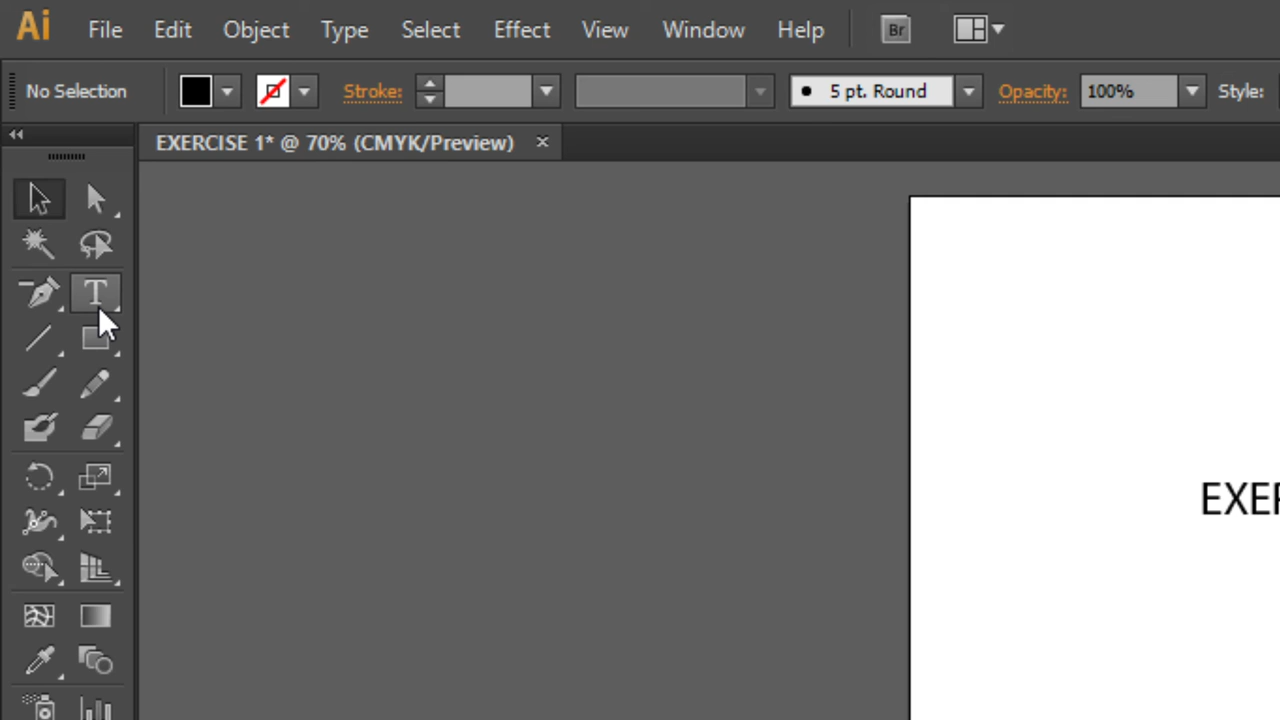 Ai File Edit Object Type Select Effect View Window Help Br
No Selection Stroke: 5 pt. Round Opacity: 100% Style:
EXERCISE 1* @ 70% (CMYK/Preview) ×
T